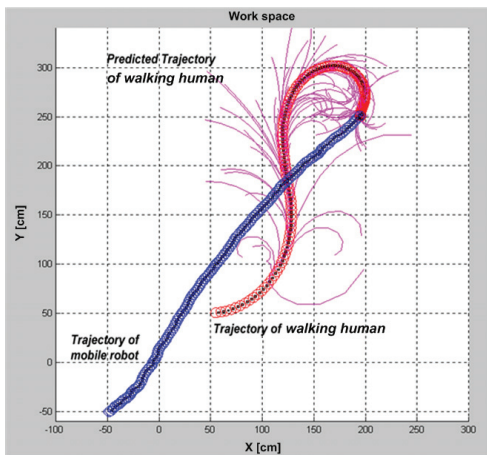 Work space
Predicted Trajectory
of walking human
Trajectory of walking human
Trajectory of
mobile robot
Y [cm]
300
250
200
150
100
50
0
-50
-100 -50 0 50 100 150 200 250 300
X [cm]